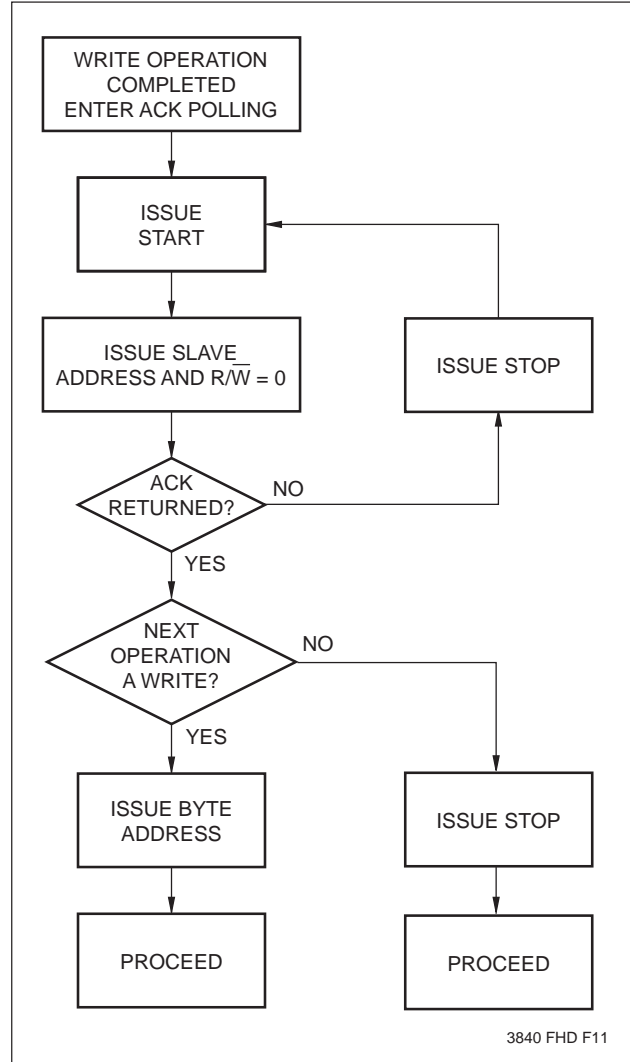 WRITE OPERATION
COMPLETED
ENTER ACK POLLING
ISSUE
START
ISSUE SLAVE
ADDRESS AND R/W̅ = 0
ISSUE STOP
ACK
RETURNED?
NO
YES
NEXT
OPERATION
A WRITE?
NO
YES
ISSUE BYTE
ADDRESS
ISSUE STOP
PROCEED
PROCEED
3840 FHD F11